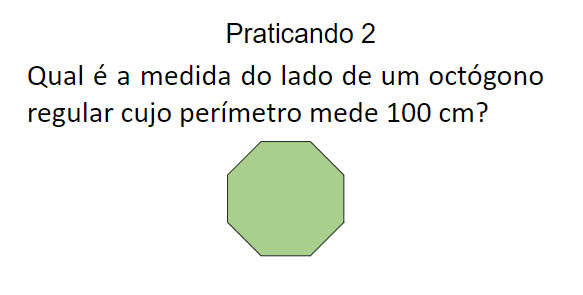 Praticando 2
Qual é a medida do lado de um octógono
regular cujo perímetro mede 100 cm?